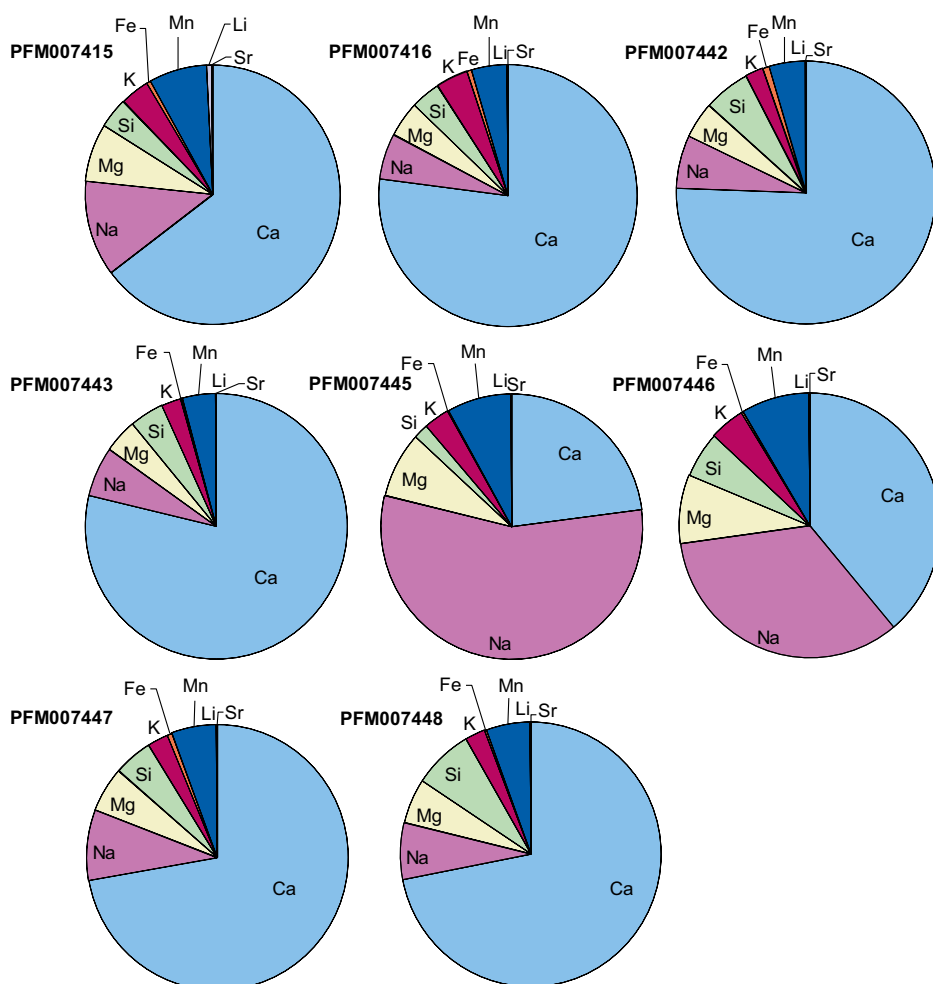 PFM007415
Fe
Mn
Li
Sr
K
Si
Mg
Na
Ca
PFM007416
Mn
Fe
K
Li
Sr
Si
Mg
Na
Ca
PFM007442
Mn
Fe
K
Li
Sr
Si
Mg
Na
Ca
PFM007443
Fe
Mn
Li
Sr
K
Si
Mg
Na
Ca
PFM007445
Fe
Mn
Li
Sr
K
Si
Mg
Na
Ca
PFM007446
Fe
Mn
Li
Sr
K
Si
Mg
Na
Ca
PFM007447
Fe
Mn
Li
Sr
K
Si
Mg
Na
Ca
PFM007448
Fe
Mn
Li
Sr
K
Si
Mg
Na
Ca